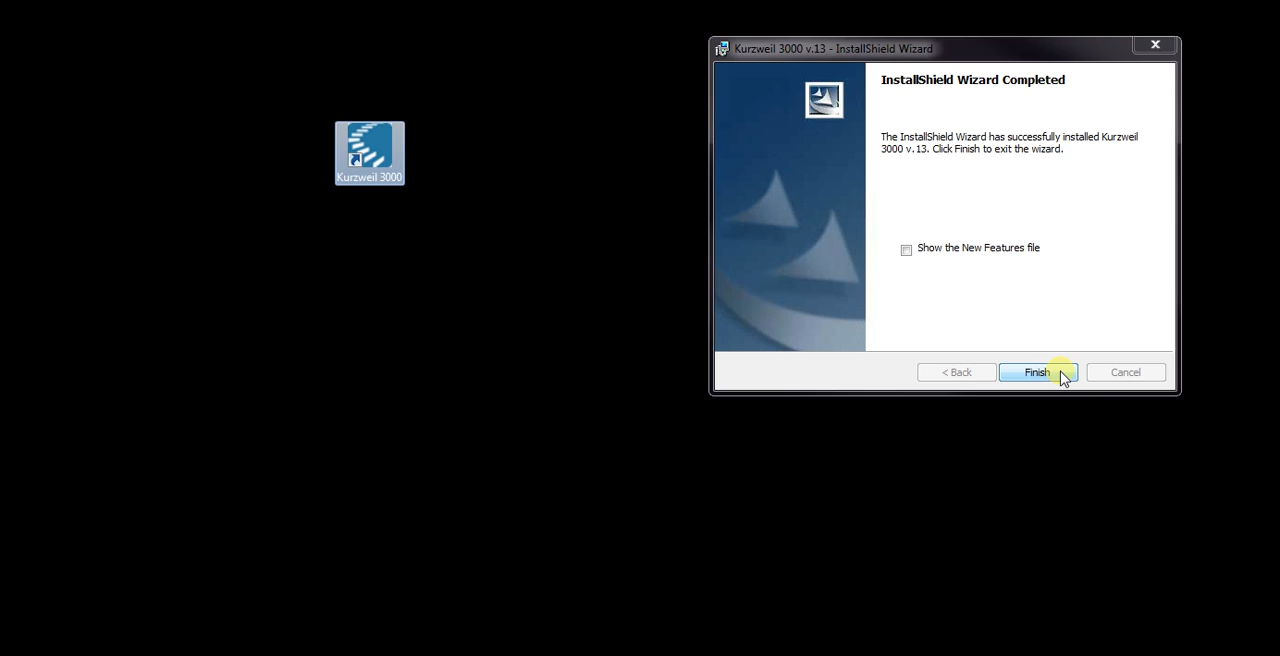 Kurzweil 3000
Kurzweil 3000 v.13 - InstallShield Wizard
InstallShield Wizard Completed
The InstallShield Wizard has successfully installed Kurzweil
3000 v.13. Click Finish to exit the wizard.
Show the New Features file
< Back
Finish
Cancel